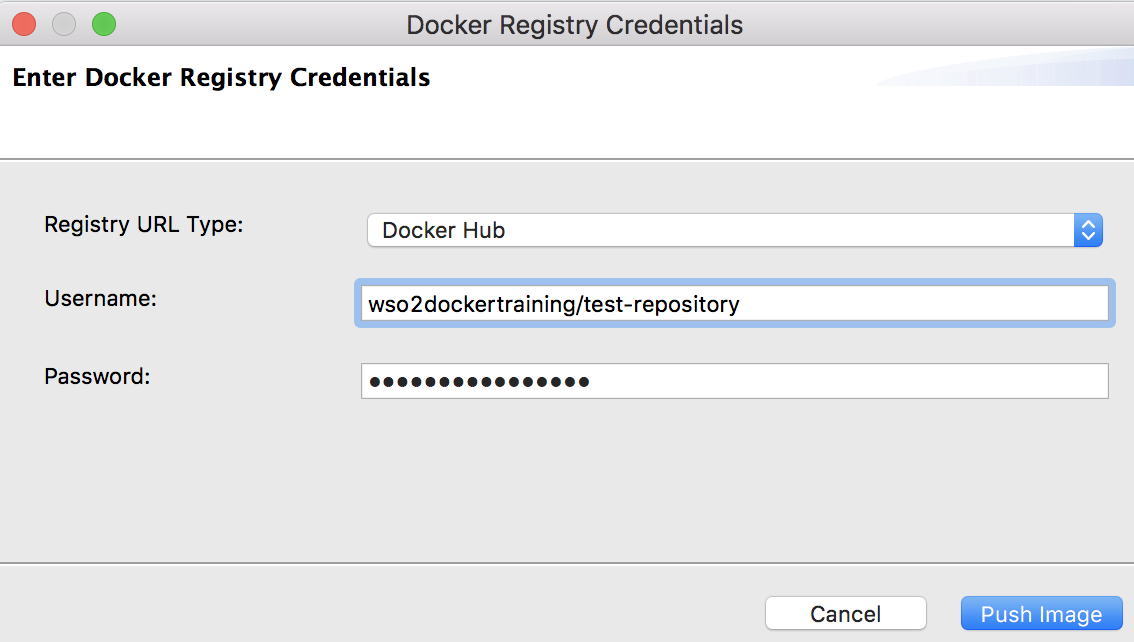 Docker Registry Credentials
Enter Docker Registry Credentials
Registry URL Type: Docker Hub
Username: wso2dockertraining/test-repository
Password: ●●●●●●●●●●●●●●●●
Cancel Push Image